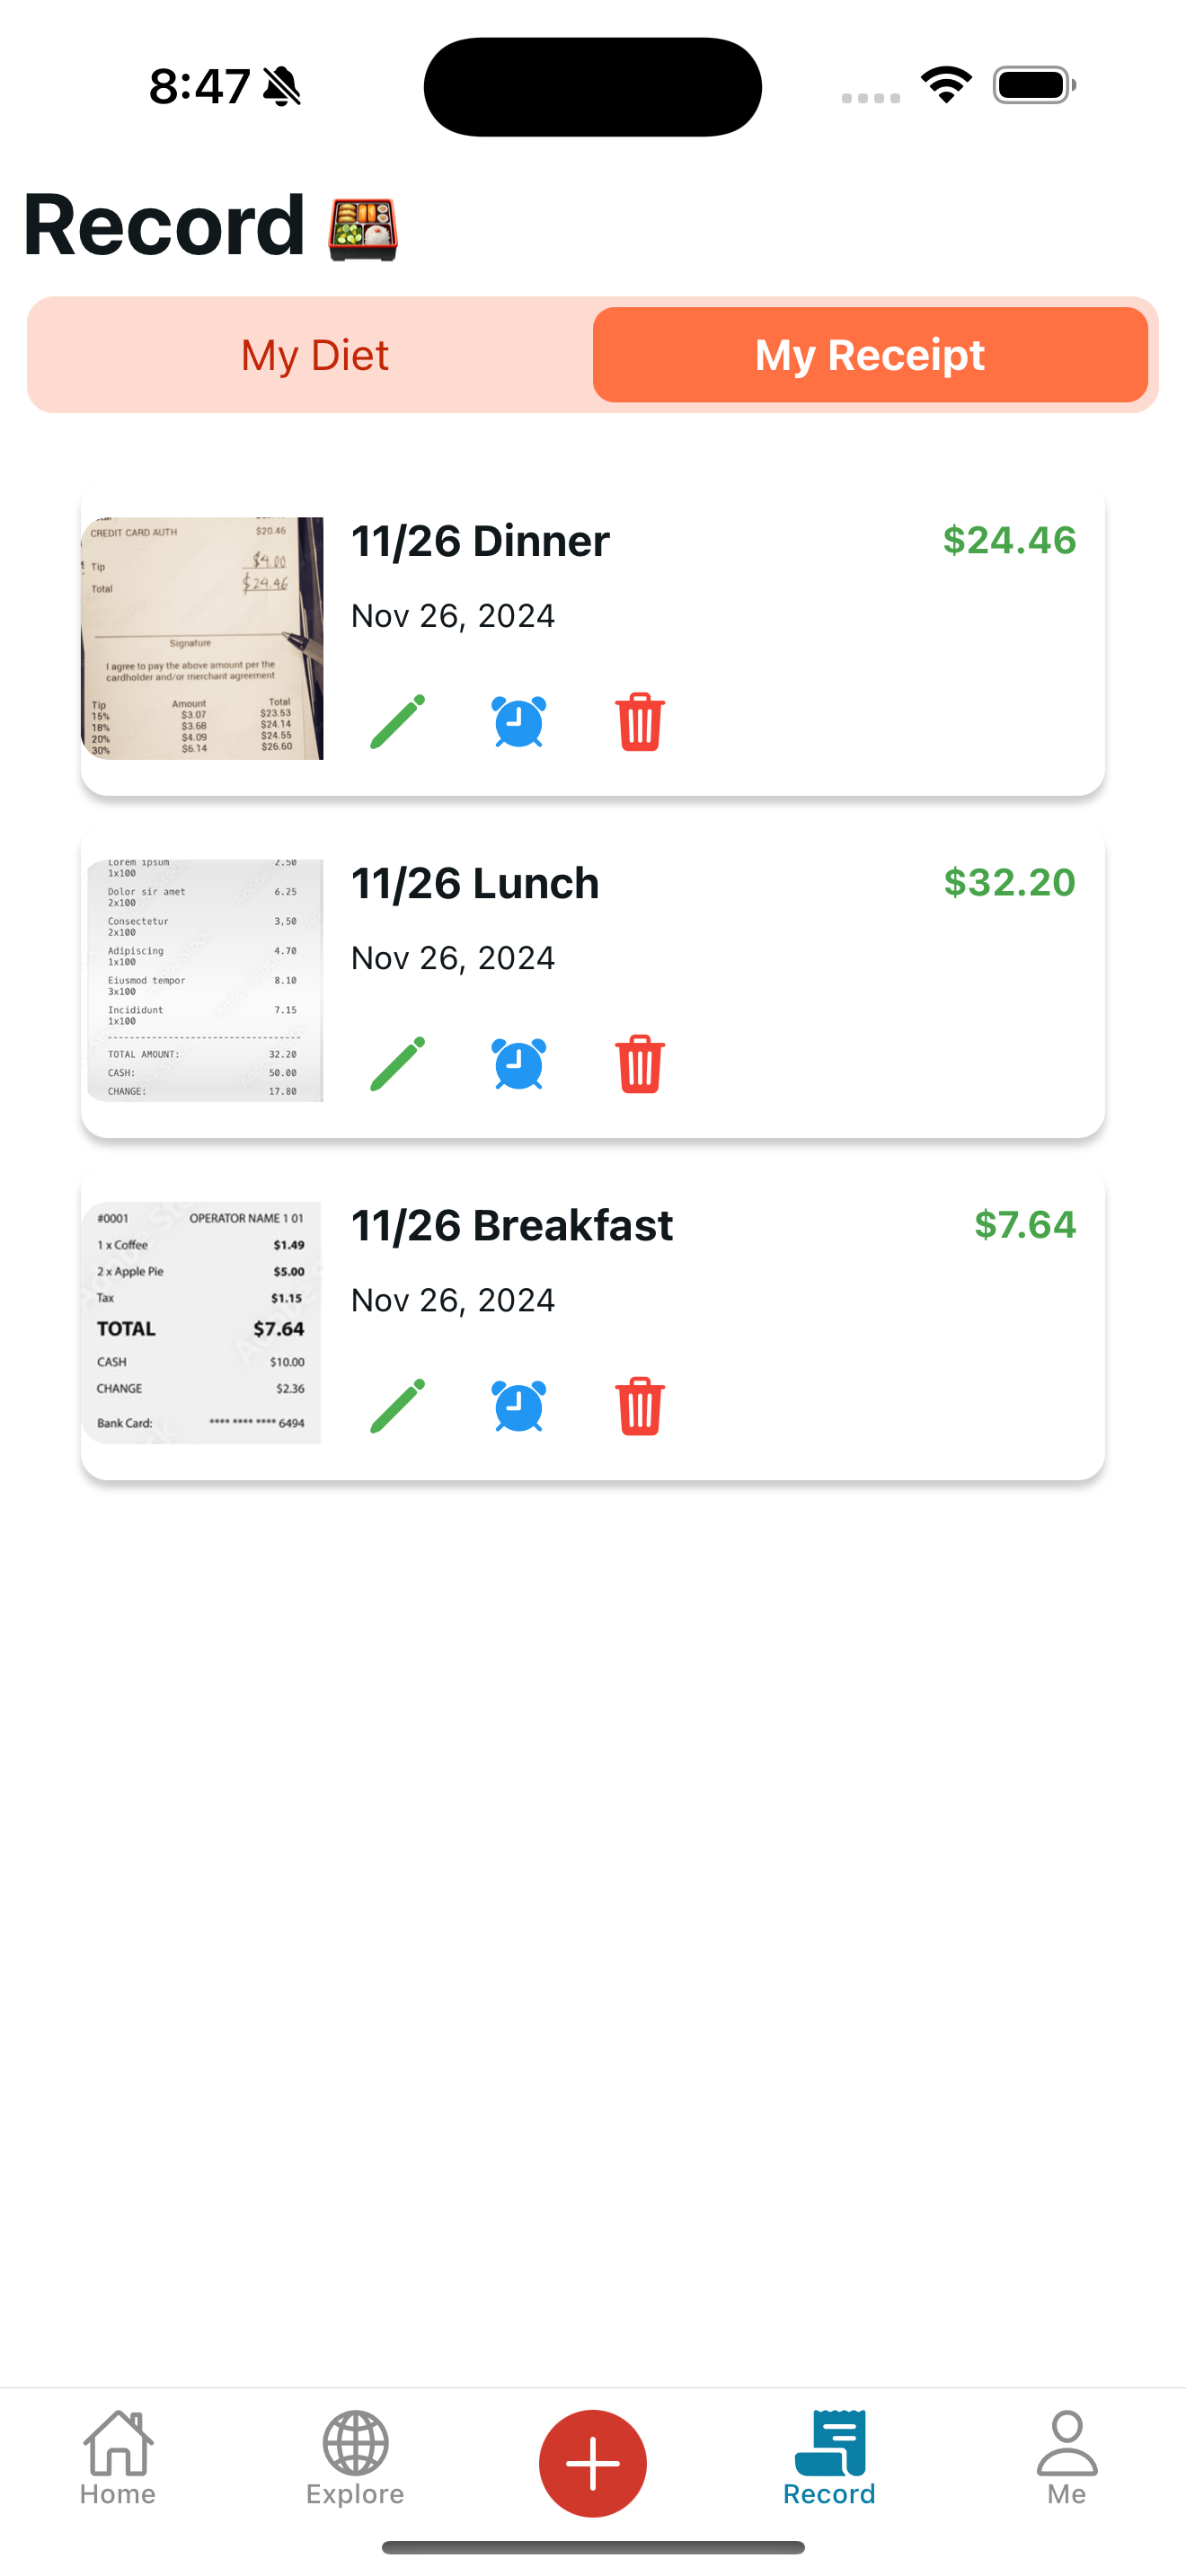 8:47
Record
My Diet My Receipt
11/26 Dinner $24.46
Nov 26, 2024
CREDIT CARD AUTH $20.46
Tip $4.00
Total $24.46
Signature
I agree to pay the above amount per the
cardholder and/or merchant agreement
Tip Amount Total
15% $3.07 $23.53
18% $3.68 $24.14
20% $4.09 $24.55
30% $6.14 $26.60
11/26 Lunch $32.20
Nov 26, 2024
Lorem ipsum 2.50
1x100
Dolor sir amet 6.25
2x100
Consectetur 3,50
2x100
Adipiscing 4.70
1x100
Eiusmod tempor 8.10
3x100
Incididunt 7.15
1x100
TOTAL AMOUNT: 32.20
CASH: 50.00
CHANGE: 17.80
11/26 Breakfast $7.64
Nov 26, 2024
#0001 OPERATOR NAME 1 01
1 x Coffee $1.49
2 x Apple Pie $5.00
Tax $1.15
TOTAL $7.64
CASH $10.00
CHANGE $2.36
Bank Card: **** **** **** 6494
Home Explore Record Me